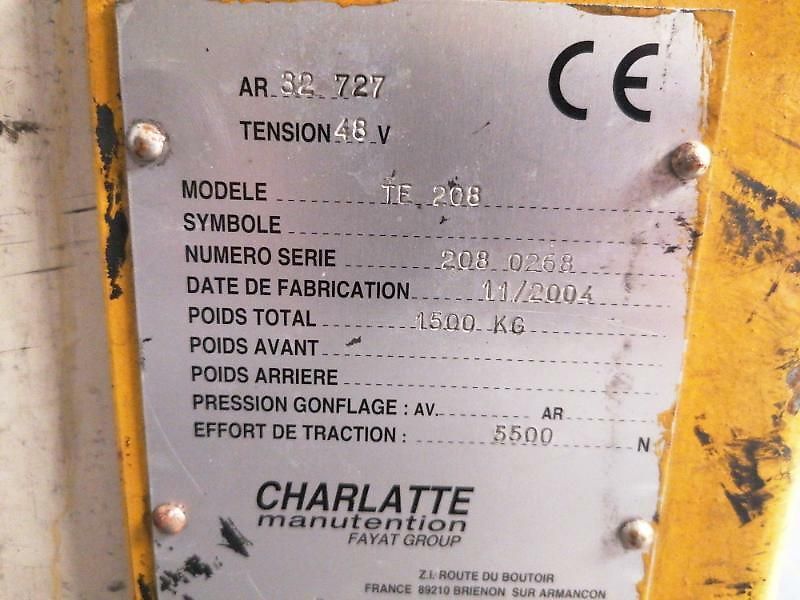 CE
AR 32 727
TENSION 48 V
MODELE TE 208
SYMBOLE
NUMERO SERIE 208 0268
DATE DE FABRICATION 11/2004
POIDS TOTAL 1500 KG
POIDS AVANT
POIDS ARRIERE
PRESSION GONFLAGE : AV. AR
EFFORT DE TRACTION : 5500 N
CHARLATTE
manutention
FAYAT GROUP
Z.I. ROUTE DU BOUTOIR
FRANCE 89210 BRIENON SUR ARMANCON